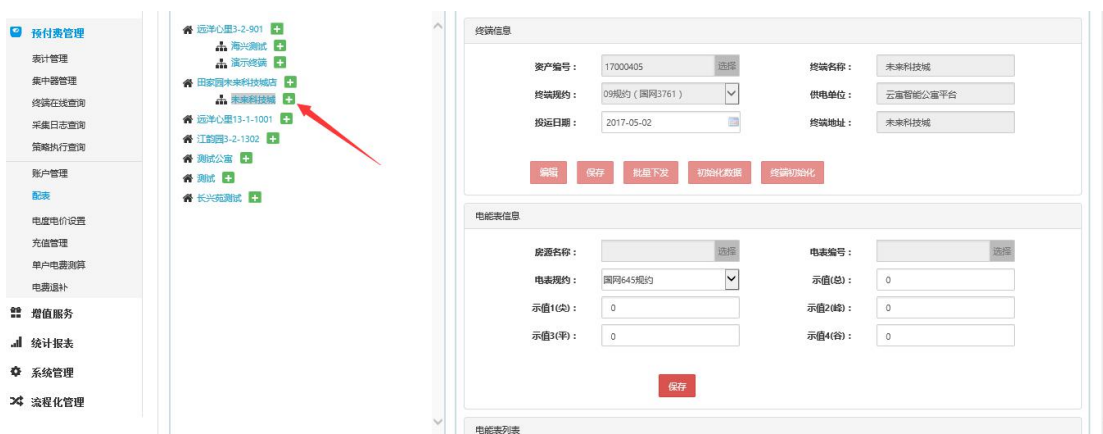 预付费管理
表计管理
集中器管理
终端在线查询
采集日志查询
策略执行查询
账户管理
配表
电度电价设置
充值管理
单户电费测算
电费退补
增值服务
统计报表
系统管理
流程化管理
远洋心里3-2-901
海兴测试
演示终端
田家园未来科技城店
未来科技城
远洋心里13-1-1001
江韵园3-2-1302
测试公寓
测试
长兴苑测试
终端信息
资产编号： 17000405 选择 终端名称： 未来科技城
终端规约： 09规约（国网3761） 供电单位： 云富智能公寓平台
投运日期： 2017-05-02 终端地址： 未来科技城
编辑 保存 批量下发 初始化数据 终端初始化
电能表信息
房源名称： 选择 电表编号： 选择
电表规约： 国网645规约 示值(总)： 0
示值1(尖)： 0 示值2(峰)： 0
示值3(平)： 0 示值4(谷)： 0
保存
电能表列表